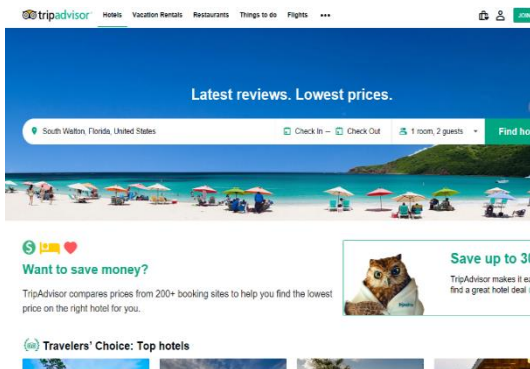 tripadvisor
Hotels Vacation Rentals Restaurants Things to do Flights
JOIN
Latest reviews. Lowest prices.
South Walton, Florida, United States Check In – Check Out 1 room, 2 guests Find ho
Want to save money?
TripAdvisor compares prices from 200+ booking sites to help you find the lowest
price on the right hotel for you.
Save up to 30
TripAdvisor makes it ea
find a great hotel deal
Travelers' Choice: Top hotels